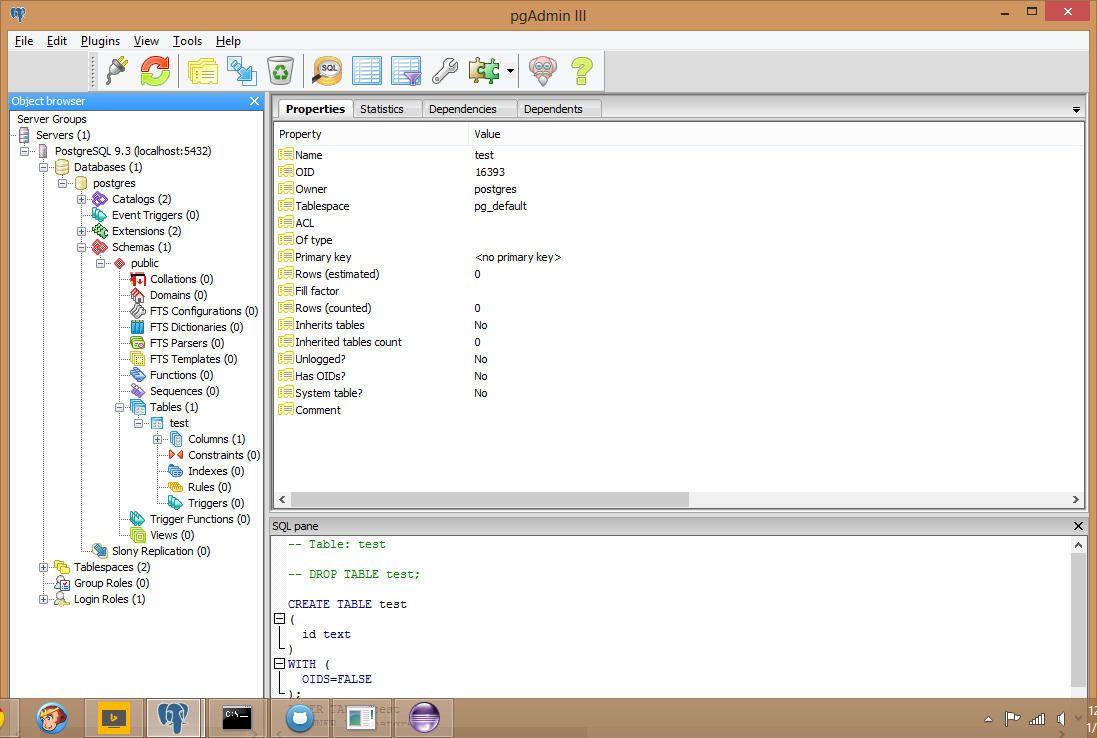 pgAdmin III
File Edit Plugins View Tools Help
SQL
Object browser
Server Groups
Servers (1)
PostgreSQL 9.3 (localhost:5432)
Databases (1)
postgres
Catalogs (2)
Event Triggers (0)
Extensions (2)
Schemas (1)
public
Collations (0)
Domains (0)
FTS Configurations (0)
FTS Dictionaries (0)
FTS Parsers (0)
FTS Templates (0)
Functions (0)
Sequences (0)
Tables (1)
test
Columns (1)
Constraints (0)
Indexes (0)
Rules (0)
Triggers (0)
Trigger Functions (0)
Views (0)
Slony Replication (0)
Tablespaces (2)
Group Roles (0)
Login Roles (1)
Properties Statistics Dependencies Dependents
Property Value
Name test
OID 16393
Owner postgres
Tablespace pg_default
ACL
Of type
Primary key <no primary key>
Rows (estimated) 0
Fill factor
Rows (counted) 0
Inherits tables No
Inherited tables count 0
Unlogged? No
Has OIDs? No
System table? No
Comment
SQL pane
-- Table: test
-- DROP TABLE test;
CREATE TABLE test
(
id text
)
WITH (
OIDS=FALSE
);
C:\